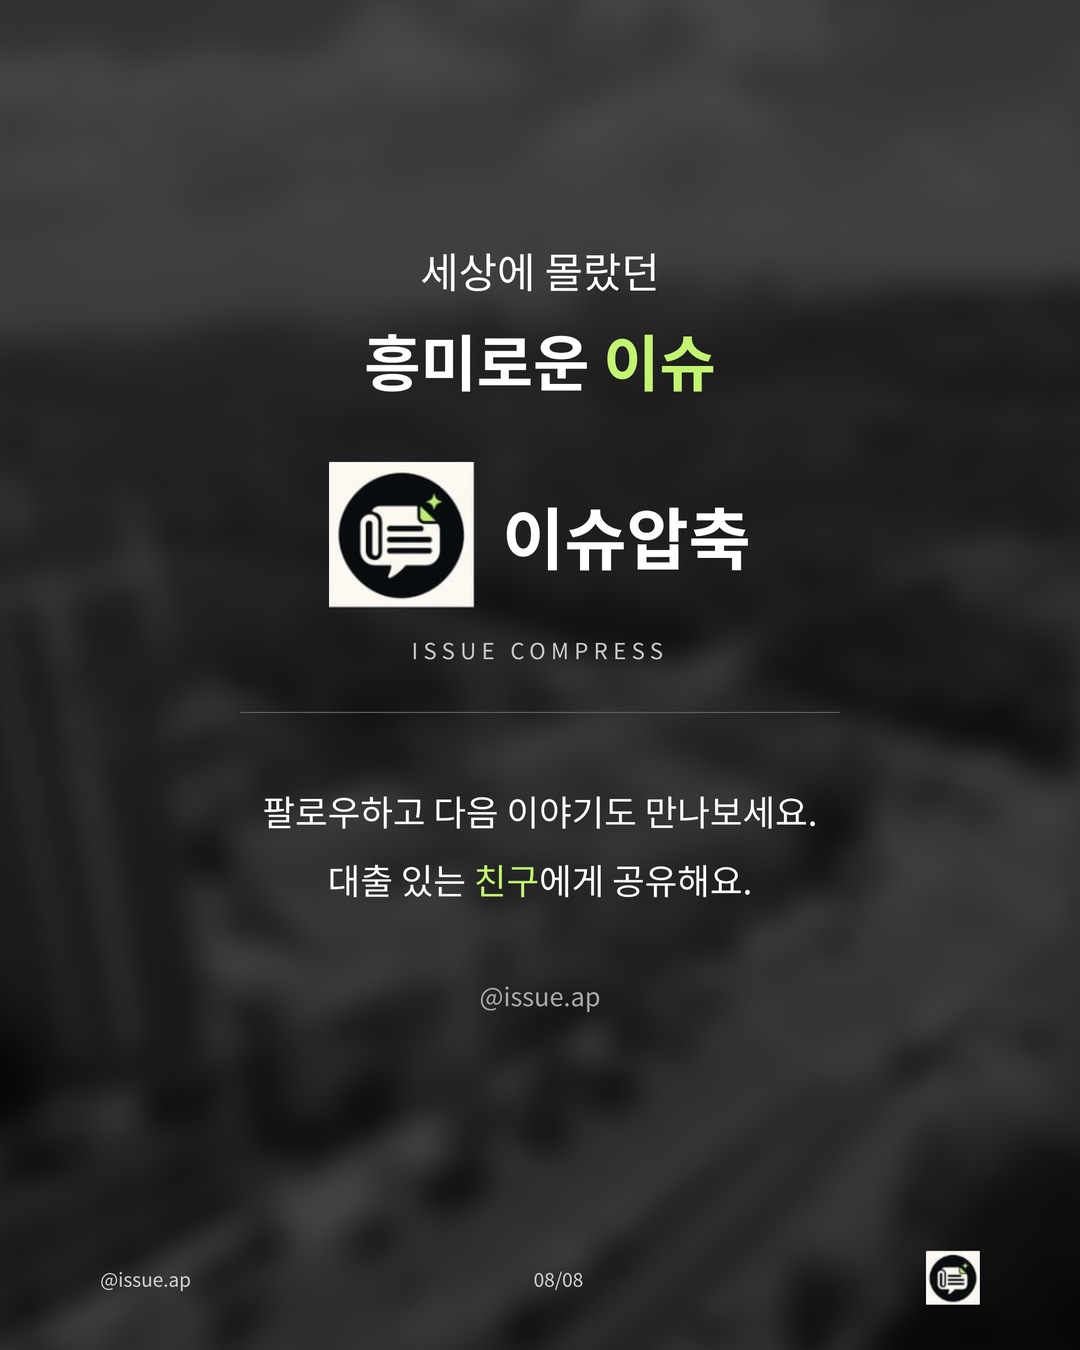 세상에 몰랐던
흥미로운 이슈
이슈압축
ISSUE COMPRESS
팔로우하고 다음 이야기도 만나보세요.
대출 있는 친구에게 공유해요.
@issue.ap
@issue.ap
08/08